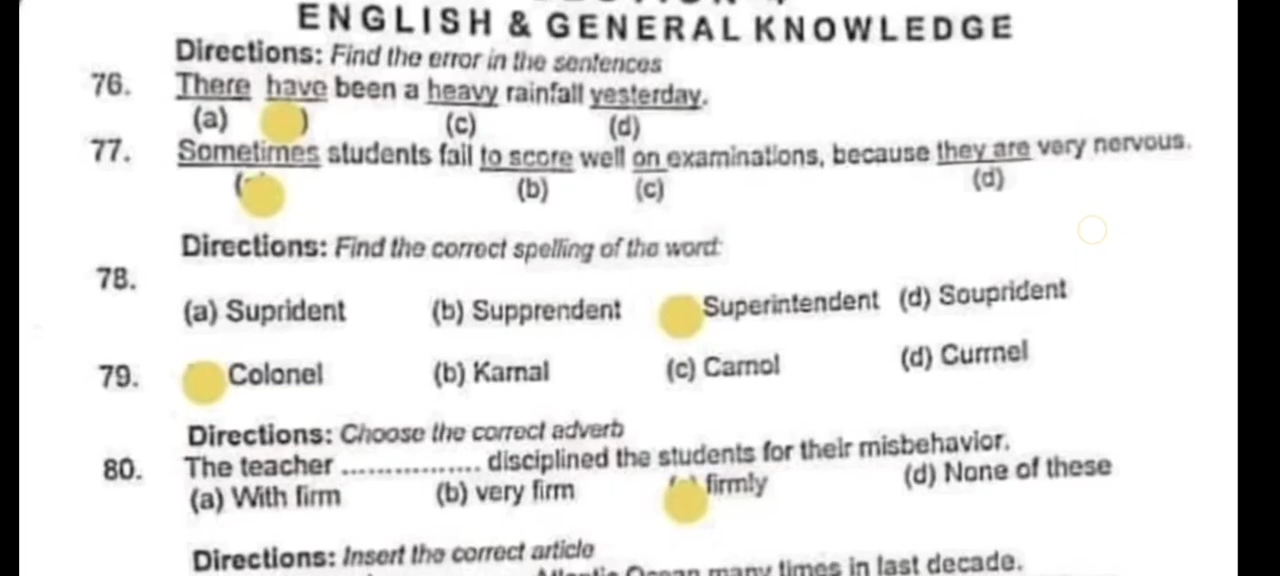 ENGLISH & GENERAL KNOWLEDGE
Directions: Find the error in the sentences
76. There have been a heavy rainfall yesterday.
(a) ) (c) (d)
77. Sometimes students fail to score well on examinations, because they are very nervous.
( (b) (c) (d)
Directions: Find the correct spelling of the word:
78.
(a) Suprident (b) Supprendent Superintendent (d) Souprident
79. Colonel (b) Karnal (c) Carnol (d) Currnel
Directions: Choose the correct adverb
80. The teacher ................ disciplined the students for their misbehavior.
(a) With firm (b) very firm firmly (d) None of these
Directions: Insert the correct article
Ocean many times in last decade.